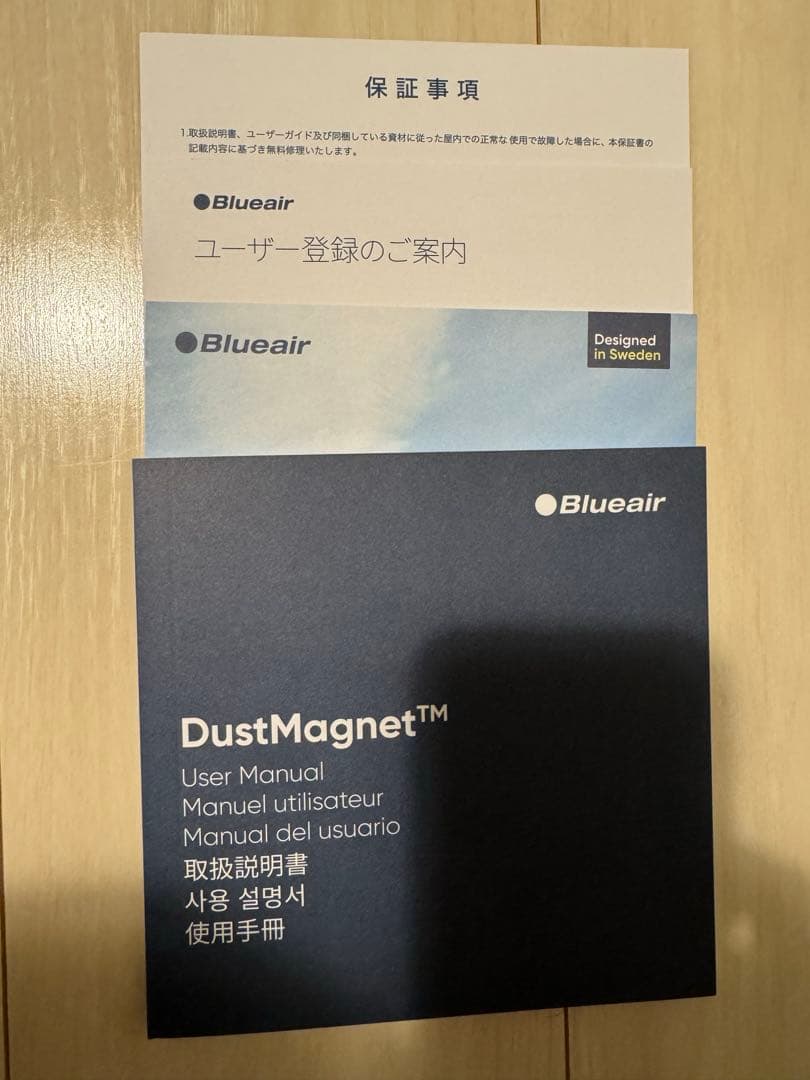 保証事項
1.取扱説明書、ユーザーガイド及び同梱している資材に従った屋内での正常な使用で故障した場合に、本保証書の
記載内容に基づき無料修理いたします。
Blueair
ユーザー登録のご案内
Blueair
Designed
in Sweden
Blueair
DustMagnet™
User Manual
Manuel utilisateur
Manual del usuario
取扱説明書
사용 설명서
使用手冊